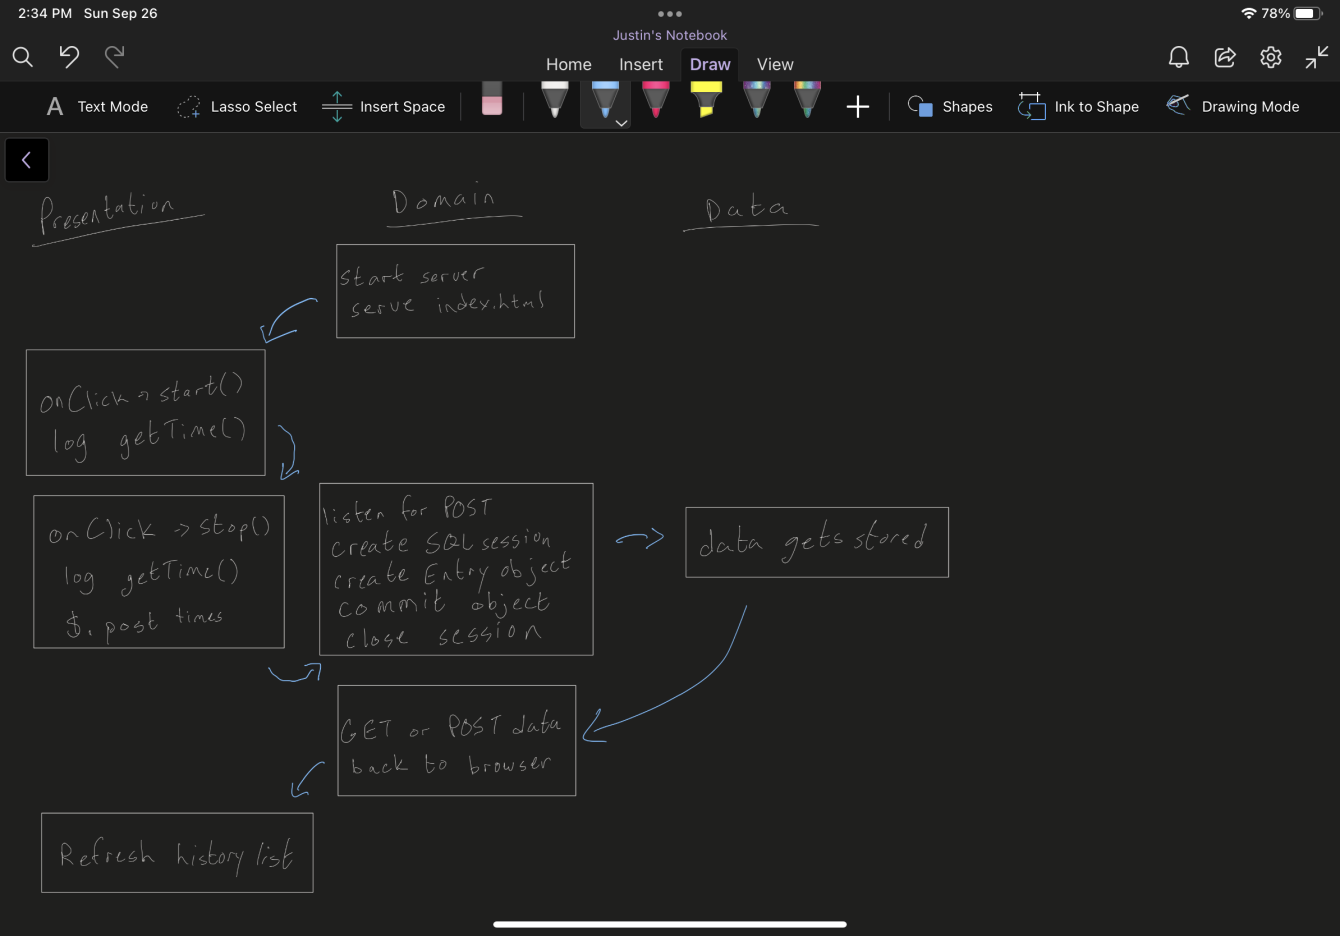 2:34 PM Sun Sep 26
78%
Justin's Notebook
Home Insert Draw View
Text Mode Lasso Select Insert Space Shapes Ink to Shape Drawing Mode
Presentation
Domain
Data
start server
serve index.html
onClick → start()
log getTime()
onClick → stop()
log getTime()
$.post times
listen for POST
create SQL session
create Entry object
commit object
close session
data gets stored
GET or POST data
back to browser
Refresh history list